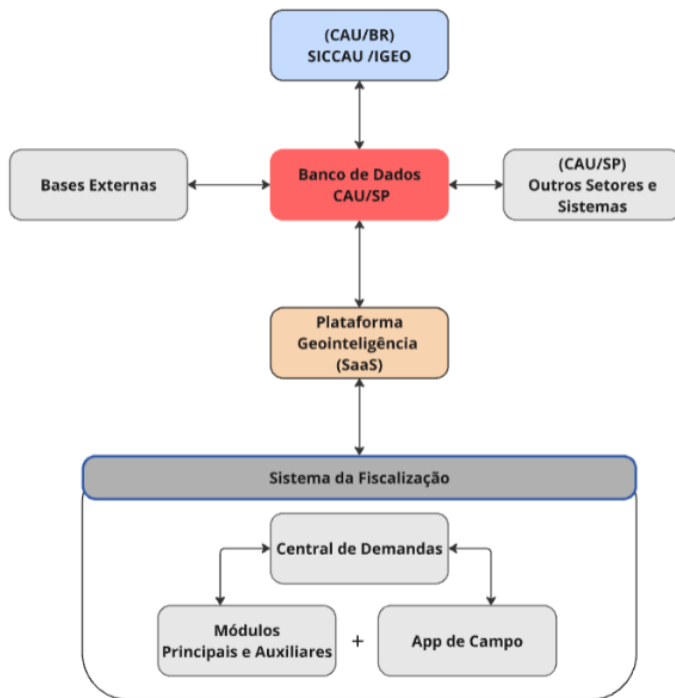 (CAU/BR)
SICCAU /IGEO
Bases Externas
Banco de Dados
CAU/SP
(CAU/SP)
Outros Setores e
Sistemas
Plataforma
Geointeligência
(SaaS)
Sistema da Fiscalização
Central de Demandas
Módulos
Principais e Auxiliares
+
App de Campo